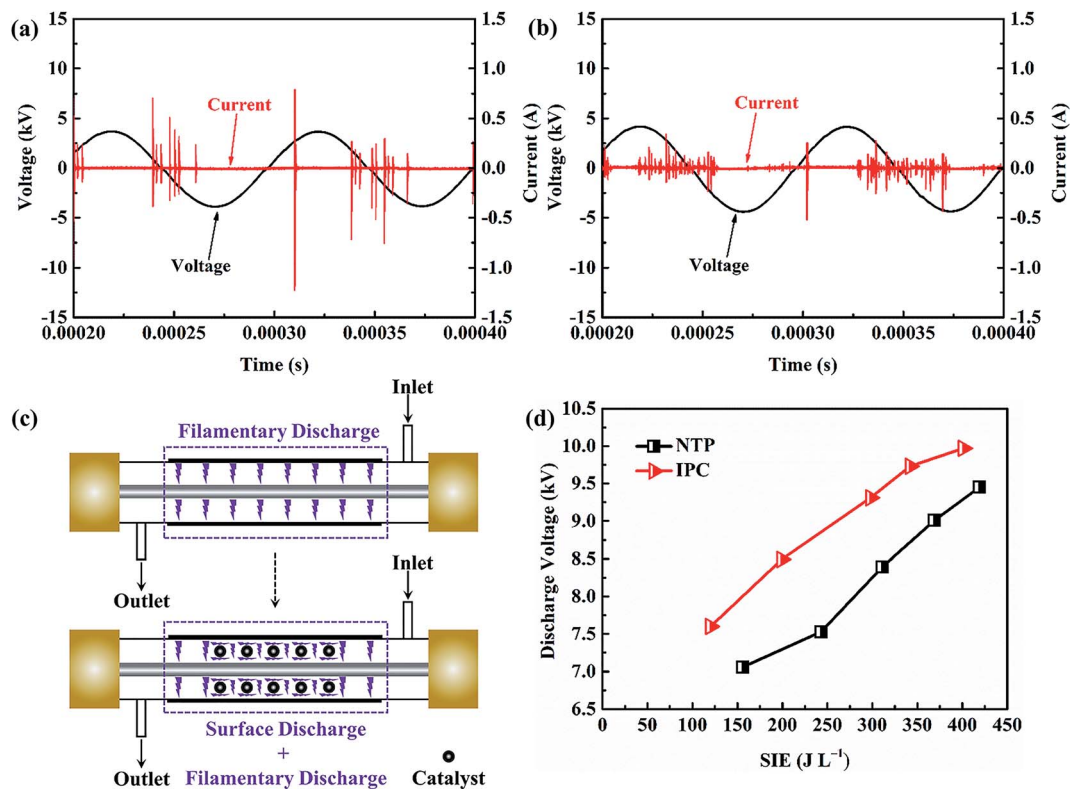 (a)
15
10
5
0
-5
-10
-15
Voltage (kV)
1.5
1.0
0.5
0.0
-0.5
-1.0
-1.5
Current (A)
Current
Voltage
0.00020 0.00025 0.00030 0.00035 0.00040
Time (s)
(b)
15
10
5
0
-5
-10
-15
Voltage (kV)
1.5
1.0
0.5
0.0
-0.5
-1.0
-1.5
Current (A)
Current
Voltage
0.00020 0.00025 0.00030 0.00035 0.00040
Time (s)
(c)
Inlet
Filamentary Discharge
Outlet
Inlet
Surface Discharge
+
Filamentary Discharge
Outlet
Catalyst
(d)
10.5
10.0
9.5
9.0
8.5
8.0
7.5
7.0
6.5
Discharge Voltage (kV)
NTP
IPC
0 50 100 150 200 250 300 350 400 450
SIE (J L⁻¹)